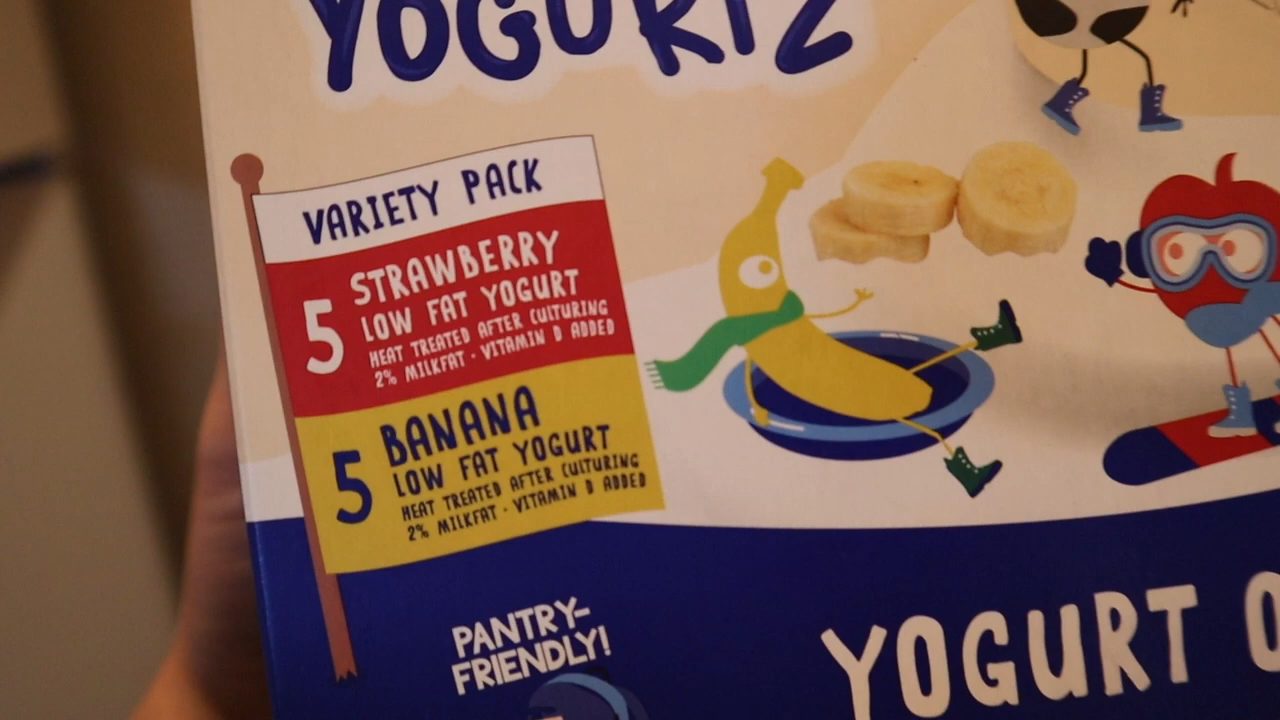 YOGURTZ
VARIETY PACK
5 STRAWBERRY
LOW FAT YOGURT
HEAT TREATED AFTER CULTURING
2% MILKFAT · VITAMIN D ADDED
5 BANANA
LOW FAT YOGURT
HEAT TREATED AFTER CULTURING
2% MILKFAT · VITAMIN D ADDED
PANTRY-
FRIENDLY!
YOGURT O